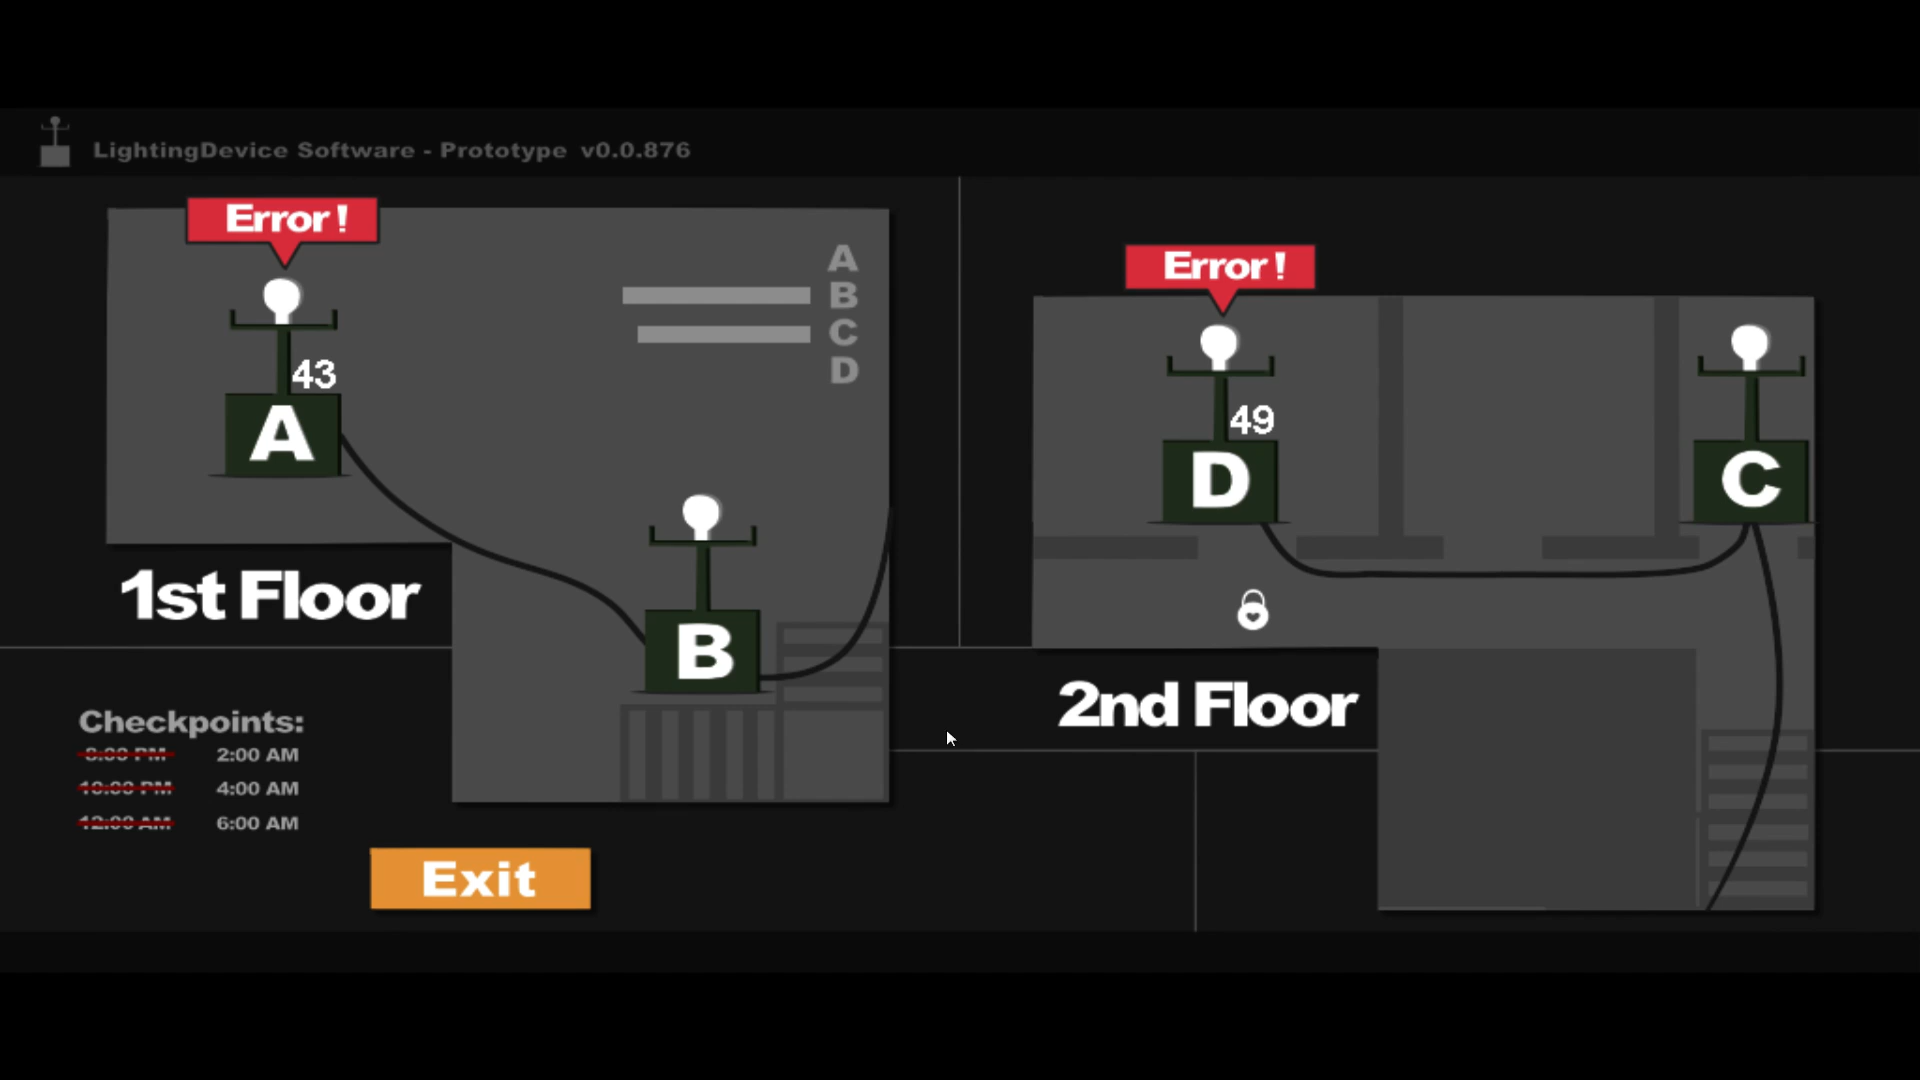 LightingDevice Software - Prototype v0.0.876
Error !
43
A
A
B
C
D
B
1st Floor
Error !
49
D
C
2nd Floor
Checkpoints:
8:00 PM 2:00 AM
10:00 PM 4:00 AM
12:00 AM 6:00 AM
Exit